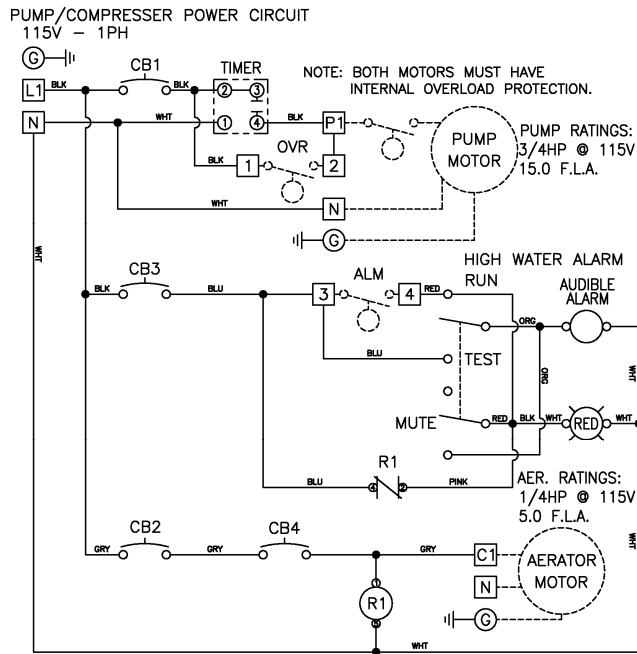 PUMP/COMPRESSER POWER CIRCUIT
115V - 1PH
G
L1 BLK CB1 BLK TIMER
2 3
NOTE: BOTH MOTORS MUST HAVE
INTERNAL OVERLOAD PROTECTION.
N WHT 1 4 BLK P1
PUMP
MOTOR
PUMP RATINGS:
3/4HP @ 115V
15.0 F.L.A.
OVR
BLK 1 2
WHT N
G
WHT
HIGH WATER ALARM
CB3 ALM RUN
AUDIBLE
ALARM
BLK BLU 3 4 RED
ORG
BLU TEST
ORG WHT
MUTE RED BLK WHT RED WHT
R1
BLU 4 2 PINK
AER. RATINGS:
1/4HP @ 115V
5.0 F.L.A.
CB2 CB4
GRY GRY GRY C1
AERATOR
MOTOR
WHT
N
1
R1
5
G
WHT